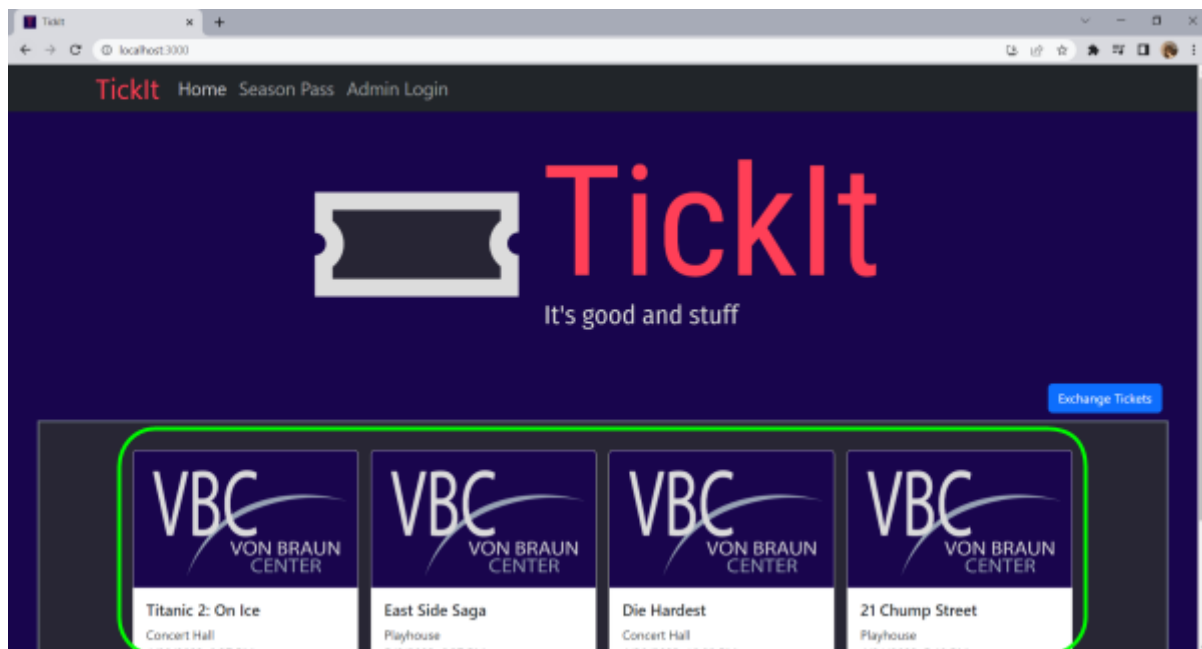 TickIt
localhost:3000
TickIt Home Season Pass Admin Login
TickIt
It's good and stuff
Exchange Tickets
VBC VBC VBC VBC
VON BRAUN VON BRAUN VON BRAUN VON BRAUN
CENTER CENTER CENTER CENTER
Titanic 2: On Ice East Side Saga Die Hardest 21 Chump Street
Concert Hall Playhouse Concert Hall Playhouse